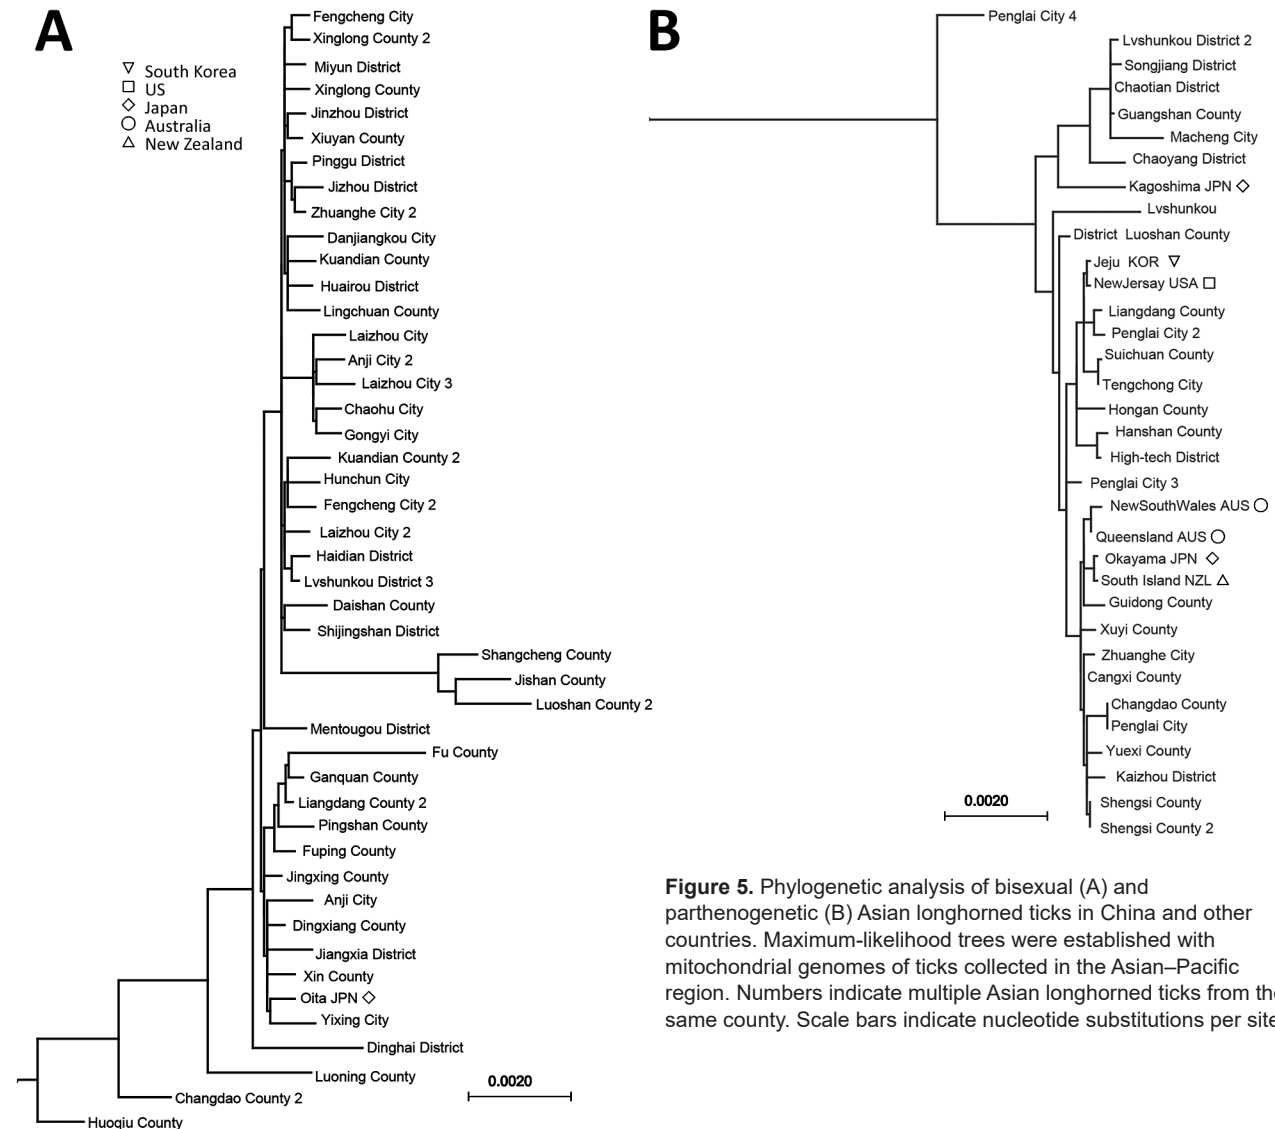 A
South Korea
US
Japan
Australia
New Zealand
Fengcheng City
Xinglong County 2
Miyun District
Xinglong County
Jinzhou District
Xiuyan County
Pinggu District
Jizhou District
Zhuanghe City 2
Danjiangkou City
Kuandian County
Huairou District
Lingchuan County
Laizhou City
Anji City 2
Laizhou City 3
Chaohu City
Gongyi City
Kuandian County 2
Hunchun City
Fengcheng City 2
Laizhou City 2
Haidian District
Lvshunkou District 3
Daishan County
Shijingshan District
Shangcheng County
Jishan County
Luoshan County 2
Mentougou District
Fu County
Ganquan County
Liangdang County 2
Pingshan County
Fuping County
Jingxing County
Anji City
Dingxiang County
Jiangxia District
Xin County
Oita JPN
Yixing City
Dinghai District
Luoning County
Changdao County 2
Huoqiu County
0.0020
B
Penglai City 4
Lvshunkou District 2
Songjiang District
Chaotian District
Guangshan County
Macheng City
Chaoyang District
Kagoshima JPN
Lvshunkou
District Luoshan County
Jeju KOR
NewJersay USA
Liangdang County
Penglai City 2
Suichuan County
Tengchong City
Hongan County
Hanshan County
High-tech District
Penglai City 3
NewSouthWales AUS
Queensland AUS
Okayama JPN
South Island NZL
Guidong County
Xuyi County
Zhuanghe City
Cangxi County
Changdao County
Penglai City
Yuexi County
Kaizhou District
Shengsi County
Shengsi County 2
0.0020
Figure 5. Phylogenetic analysis of bisexual (A) and
parthenogenetic (B) Asian longhorned ticks in China and other
countries. Maximum-likelihood trees were established with
mitochondrial genomes of ticks collected in the Asian–Pacific
region. Numbers indicate multiple Asian longhorned ticks from the
same county. Scale bars indicate nucleotide substitutions per site